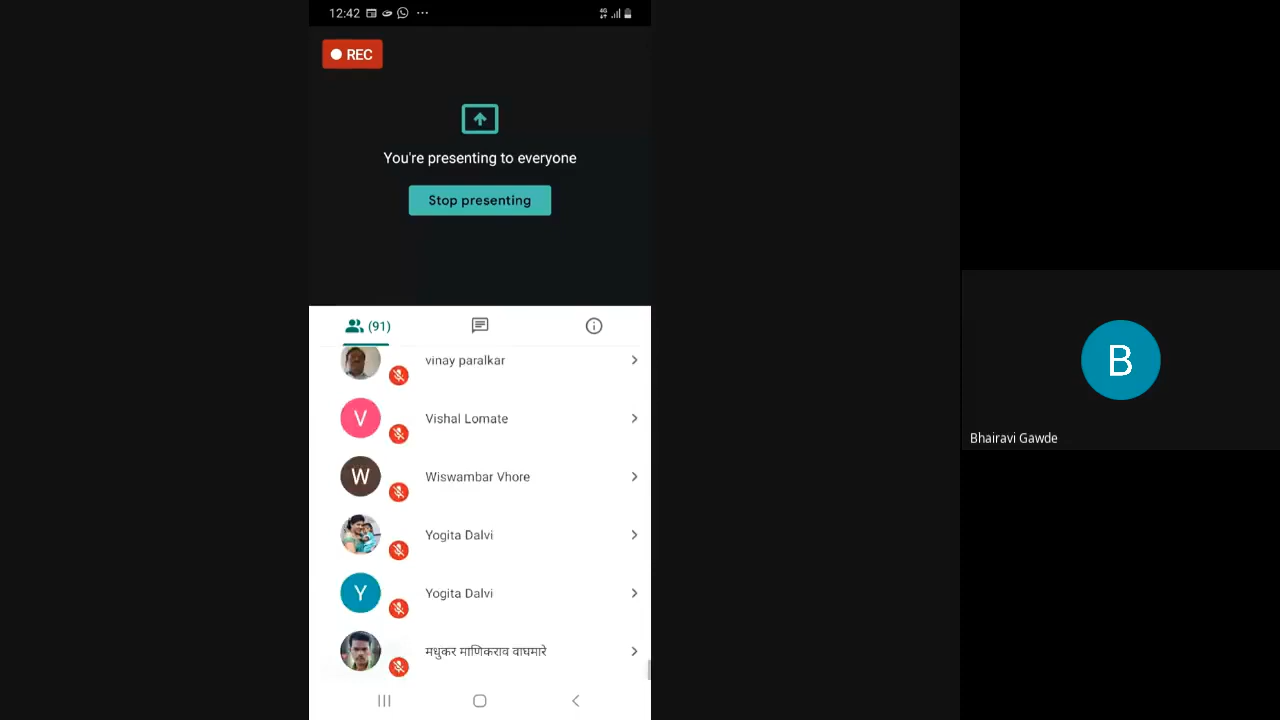 12:42
REC
You're presenting to everyone
Stop presenting
(91)
vinay paralkar
V
Vishal Lomate
W
Wiswambar Vhore
Yogita Dalvi
Y
Yogita Dalvi
मधुकर माणिकराव वाघमारे
B
Bhairavi Gawde